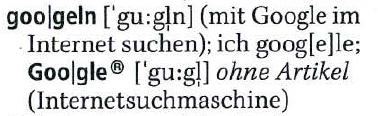 goo|geln ['gu:gl̩n] (mit Google im
Internet suchen); ich goog[e]le;
Goo|gle® ['gu:gl̩] ohne Artikel
(Internetsuchmaschine)